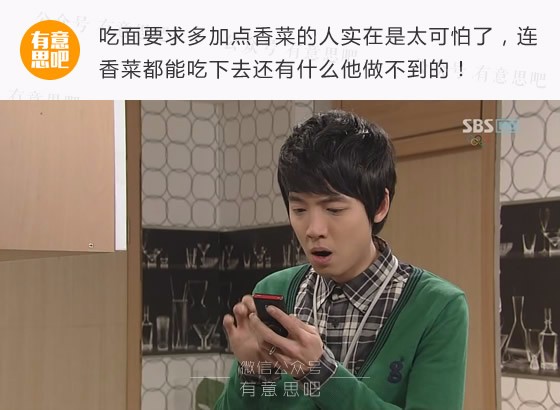 有意
思吧
吃面要求多加点香菜的人实在是太可怕了，连
香菜都能吃下去还有什么他做不到的！
SBS
微信公众号
有意思吧